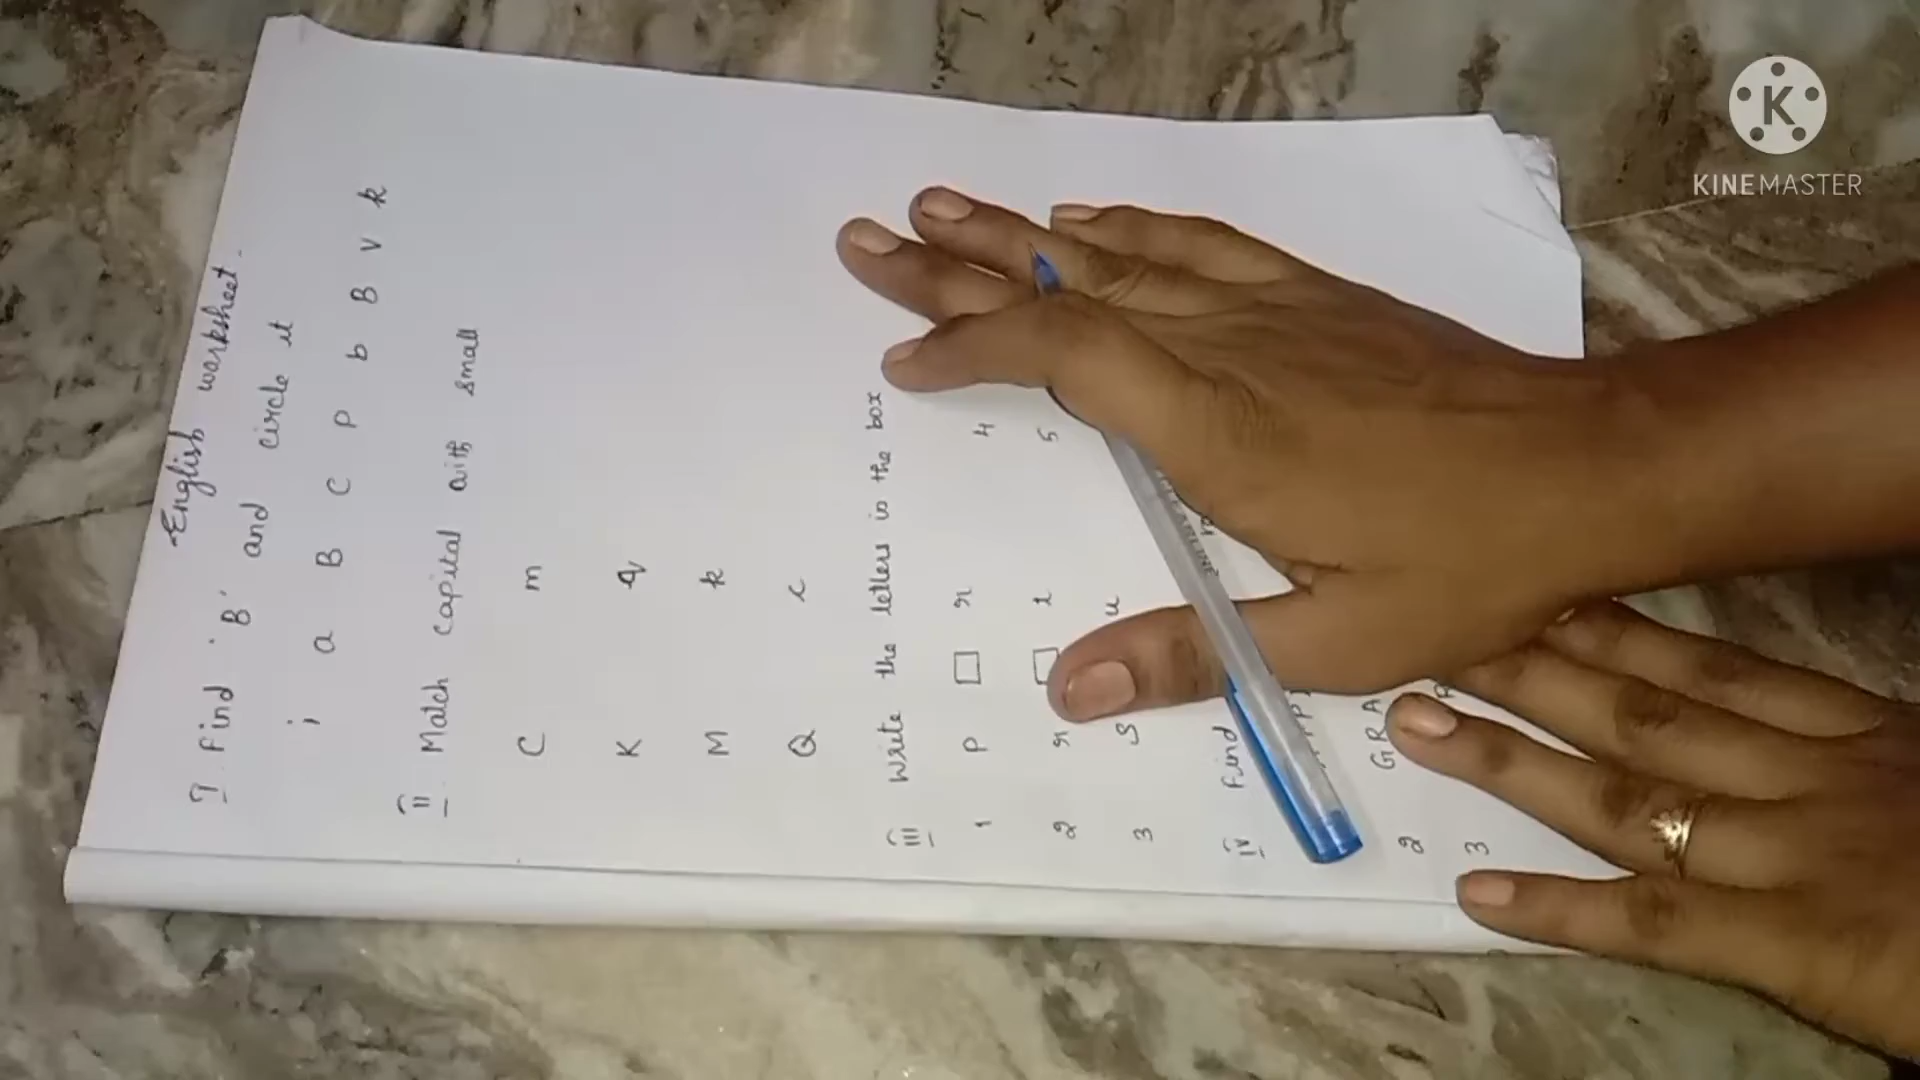 English worksheet.
I. Find 'B' and circle it
i a B C P b B V k
II. Match capital with small
C m
K q
M k
Q c
III Write the letters is the box
1 P r 4
2 r t 5
3 S u
IV Find
2 GRA
3
KINEMASTER